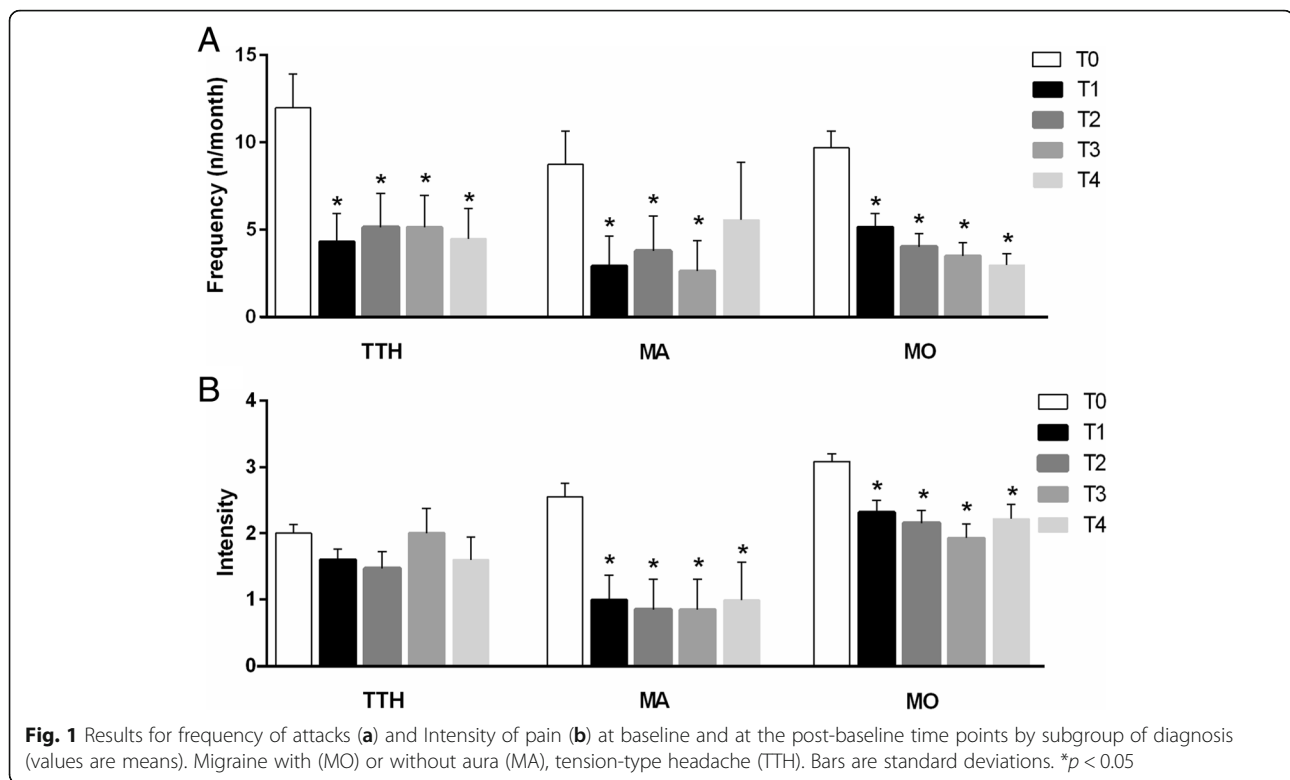 A
15
10
5
0
Frequency (n/month)
* * * *
* * *
* * * *
TTH MA MO
T0
T1
T2
T3
T4
B
4
3
2
1
0
Intensity
* * * *
* * * *
TTH MA MO
T0
T1
T2
T3
T4
Fig. 1 Results for frequency of attacks (a) and Intensity of pain (b) at baseline and at the post-baseline time points by subgroup of diagnosis
(values are means). Migraine with (MO) or without aura (MA), tension-type headache (TTH). Bars are standard deviations. *p < 0.05